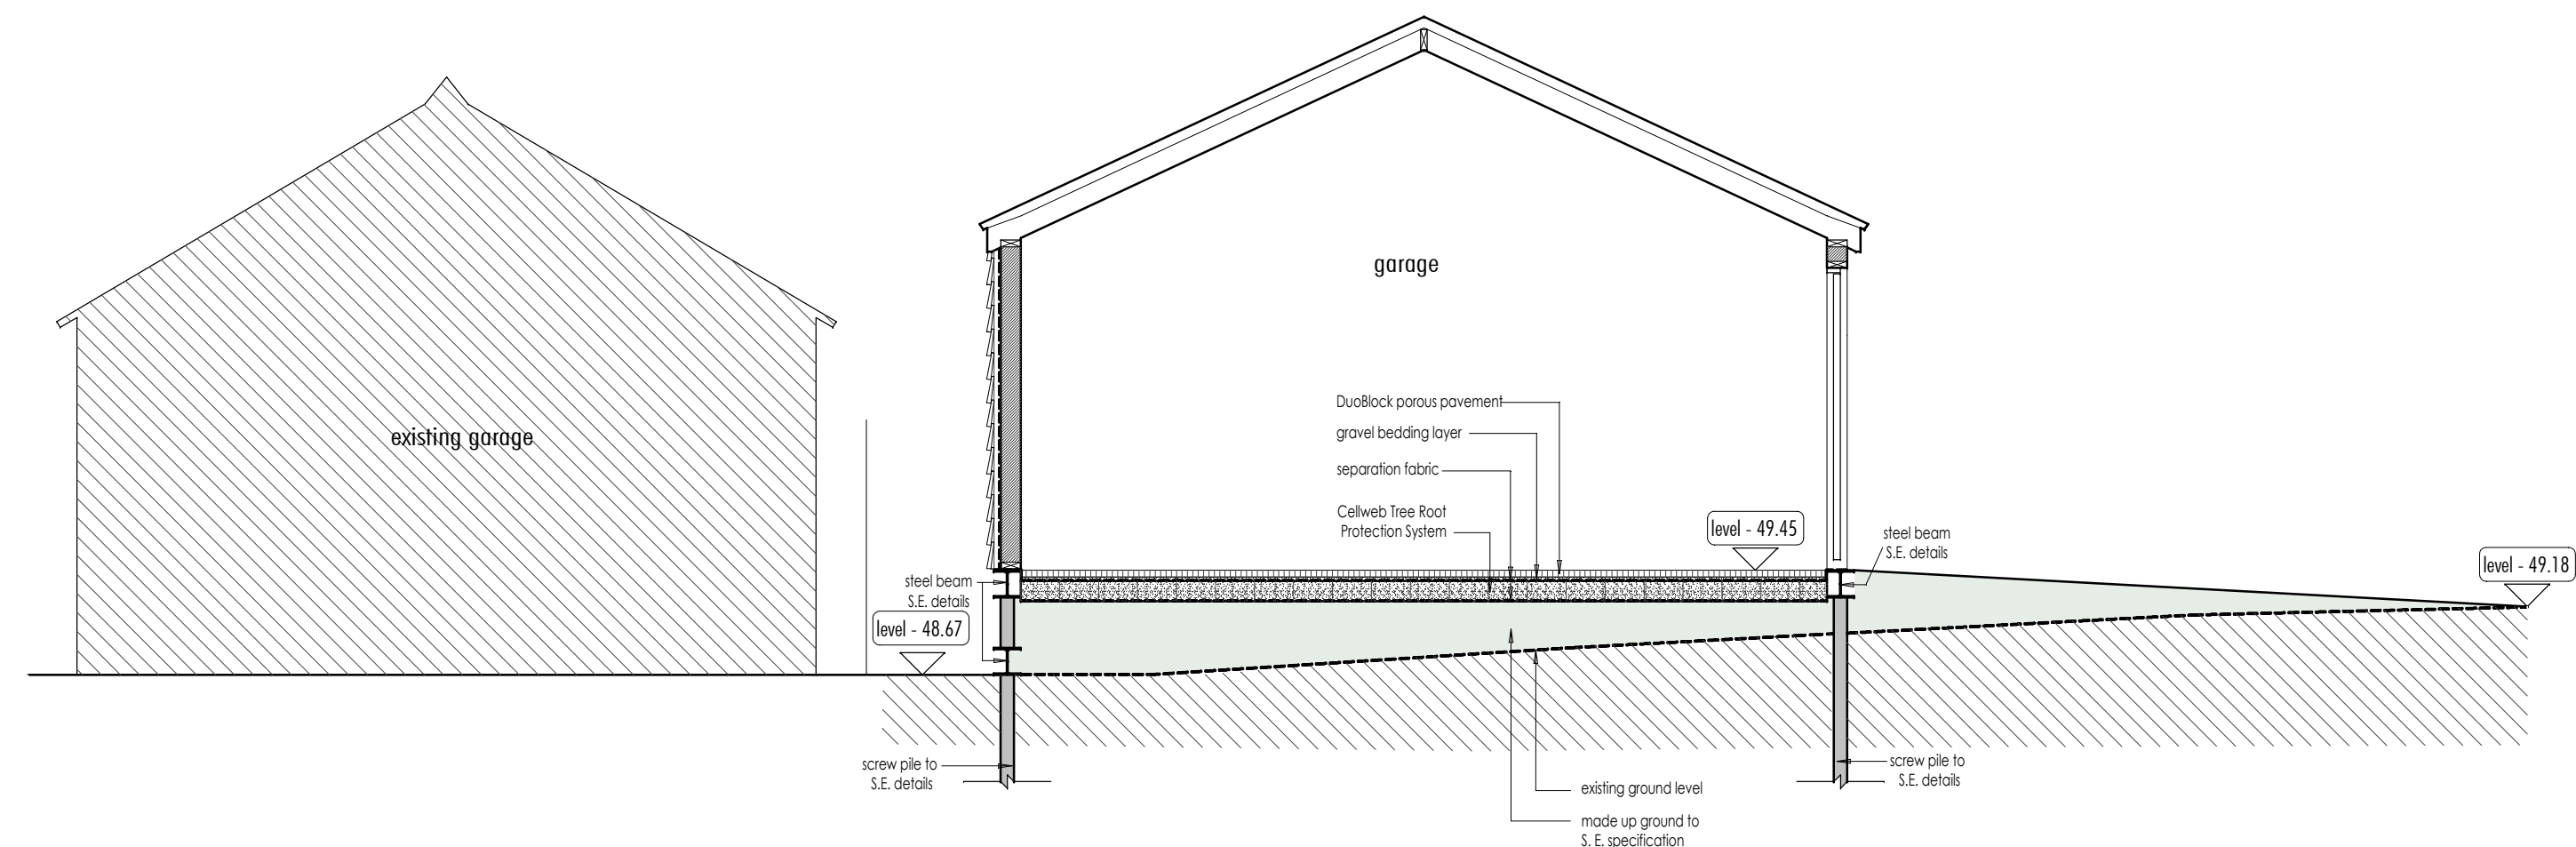 garage
existing garage
DuoBlock porous pavement
gravel bedding layer
separation fabric
Cellweb Tree Root
Protection System
level - 49.45
steel beam
S.E. details
level - 49.18
steel beam
S.E. details
level - 48.67
screw pile to
S.E. details
screw pile to
S.E. details
existing ground level
made up ground to
S. E. specification